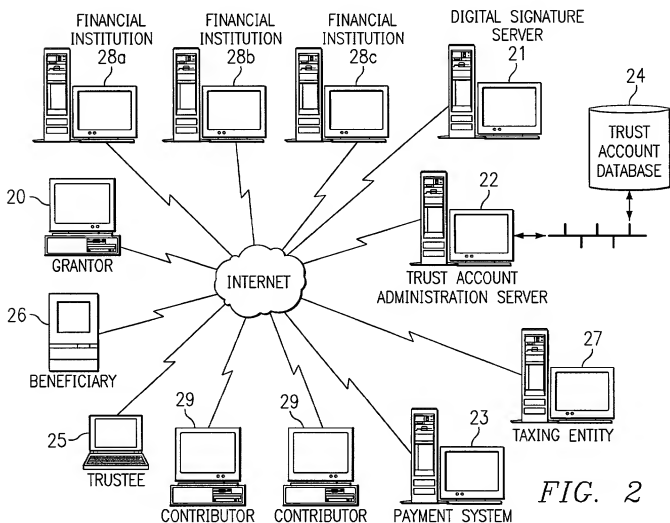 FINANCIAL
INSTITUTION
28a
FINANCIAL
INSTITUTION
28b
FINANCIAL
INSTITUTION
28c
DIGITAL SIGNATURE
SERVER
21
24
TRUST
ACCOUNT
DATABASE
20
GRANTOR
22
TRUST ACCOUNT
ADMINISTRATION SERVER
INTERNET
26
BENEFICIARY
27
TAXING ENTITY
25
TRUSTEE
29
CONTRIBUTOR
29
CONTRIBUTOR
23
PAYMENT SYSTEM
FIG. 2